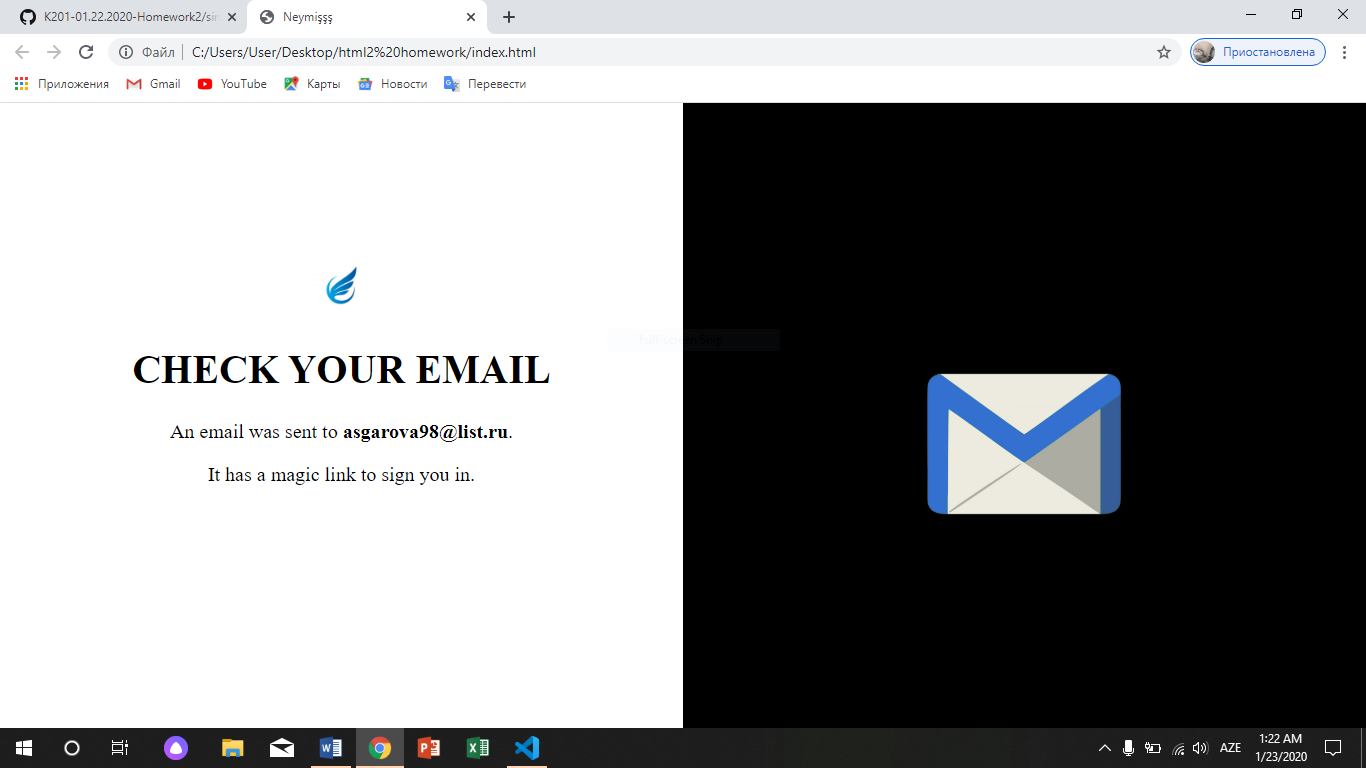 K201-01.22.2020-Homework2/sin
Neymişşş
Файл
C:/Users/User/Desktop/html2%20homework/index.html
Приостановлена
Приложения
Gmail
YouTube
Карты
Новости
Перевести
CHECK YOUR EMAIL
An email was sent to asgarova98@list.ru.
It has a magic link to sign you in.
AZE
1:22 AM
1/23/2020